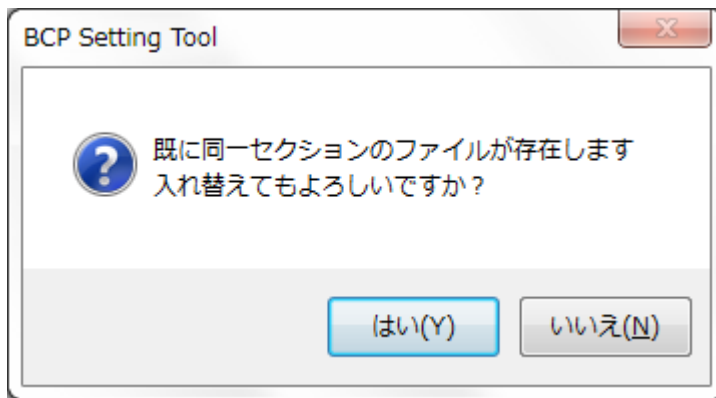 BCP Setting Tool
既に同一セクションのファイルが存在します
入れ替えてもよろしいですか？
はい(Y)
いいえ(N)